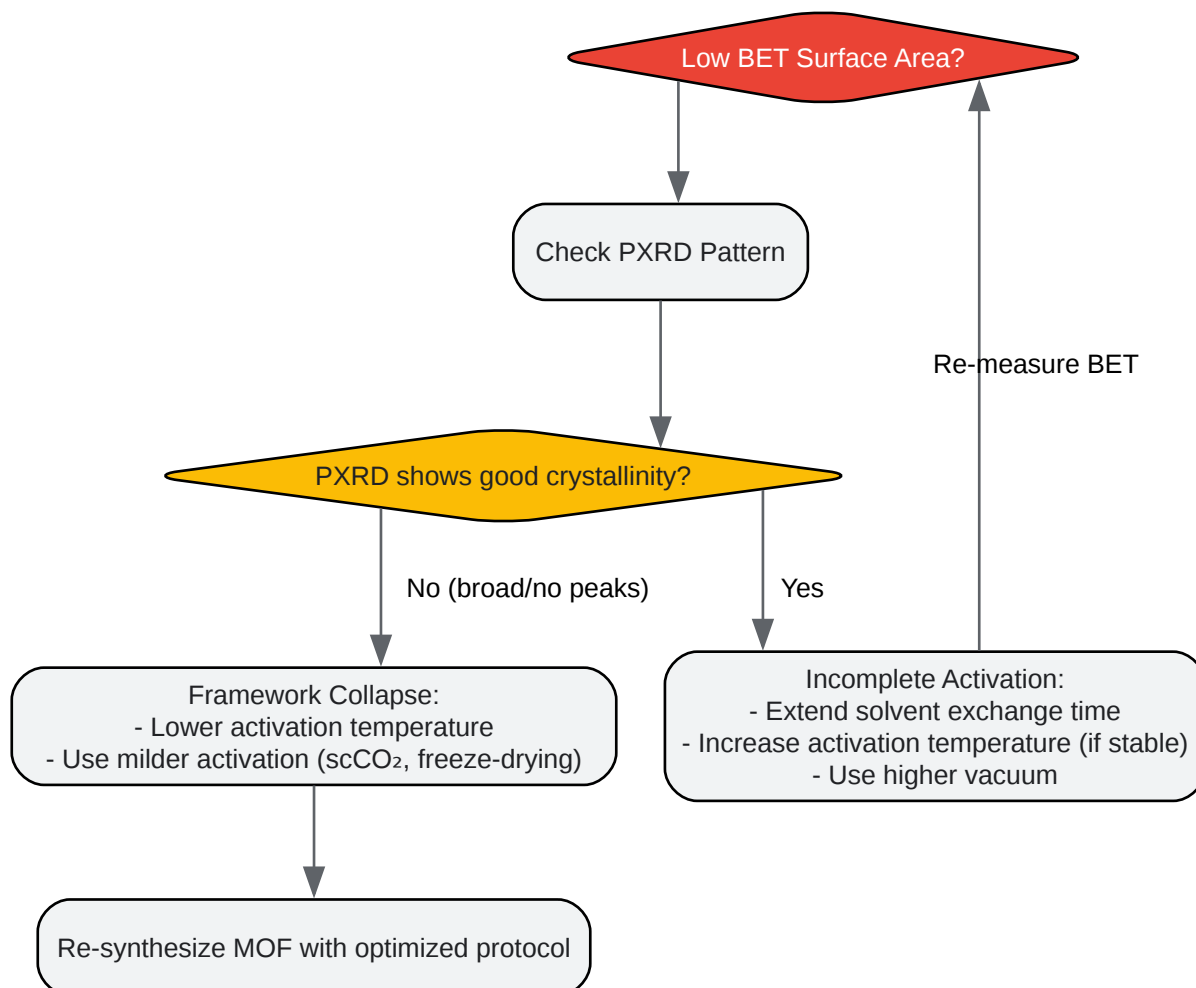 Low BET Surface Area?
Check PXRD Pattern
Re-measure BET
PXRD shows good crystallinity?
No (broad/no peaks)
Yes
Framework Collapse:
- Lower activation temperature
- Use milder activation (scCO₂, freeze-drying)
Incomplete Activation:
- Extend solvent exchange time
- Increase activation temperature (if stable)
- Use higher vacuum
Re-synthesize MOF with optimized protocol